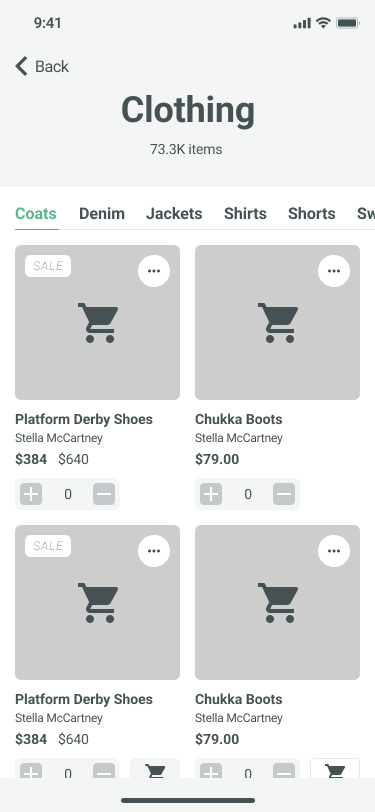 9:41
Back
Clothing
73.3K items
Coats Denim Jackets Shirts Shorts Sw
SALE
Platform Derby Shoes Chukka Boots
Stella McCartney Stella McCartney
$384 $640 $79.00
0 0
SALE
Platform Derby Shoes Chukka Boots
Stella McCartney Stella McCartney
$384 $640 $79.00
0 0